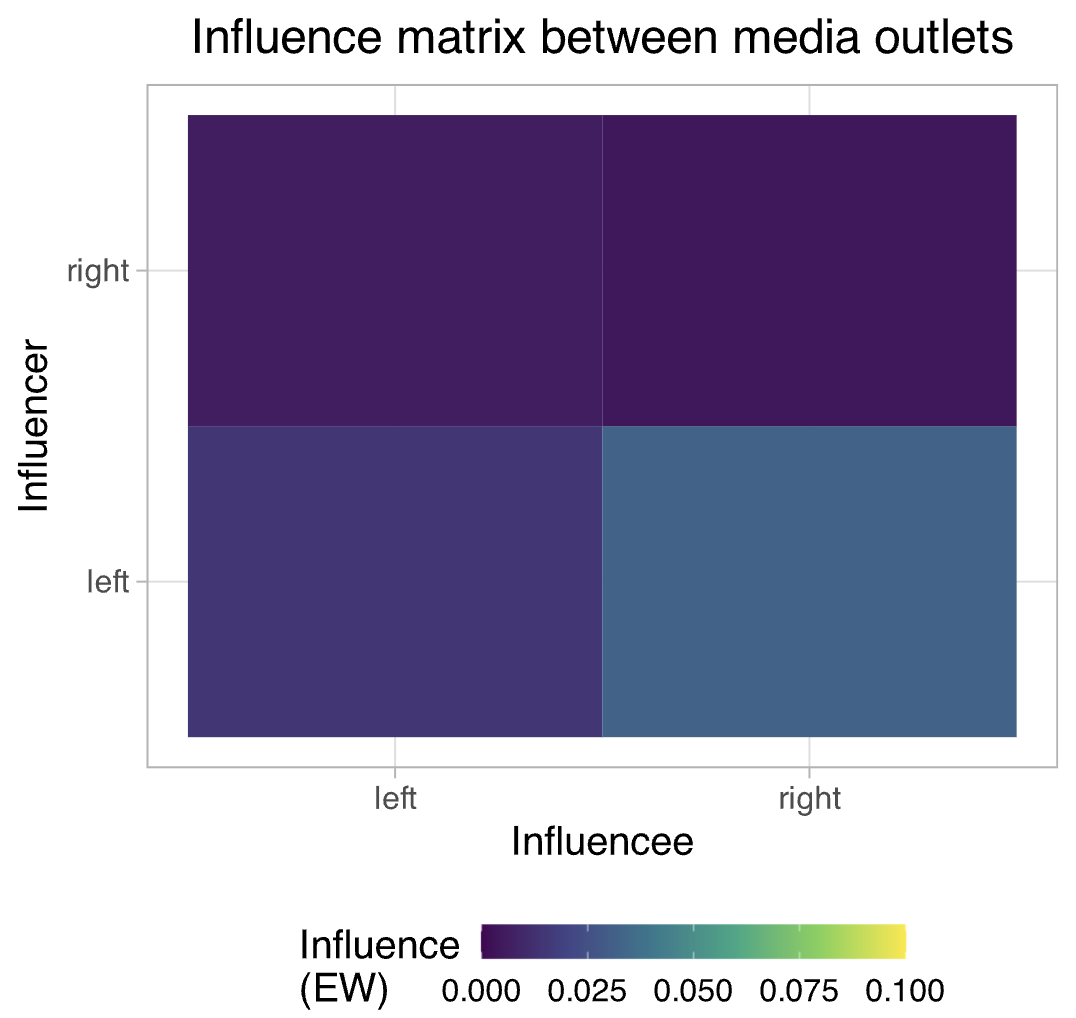 Influence matrix between media outlets
Influencer
right
left
left right
Influencee
Influence
(EW)
0.000 0.025 0.050 0.075 0.100